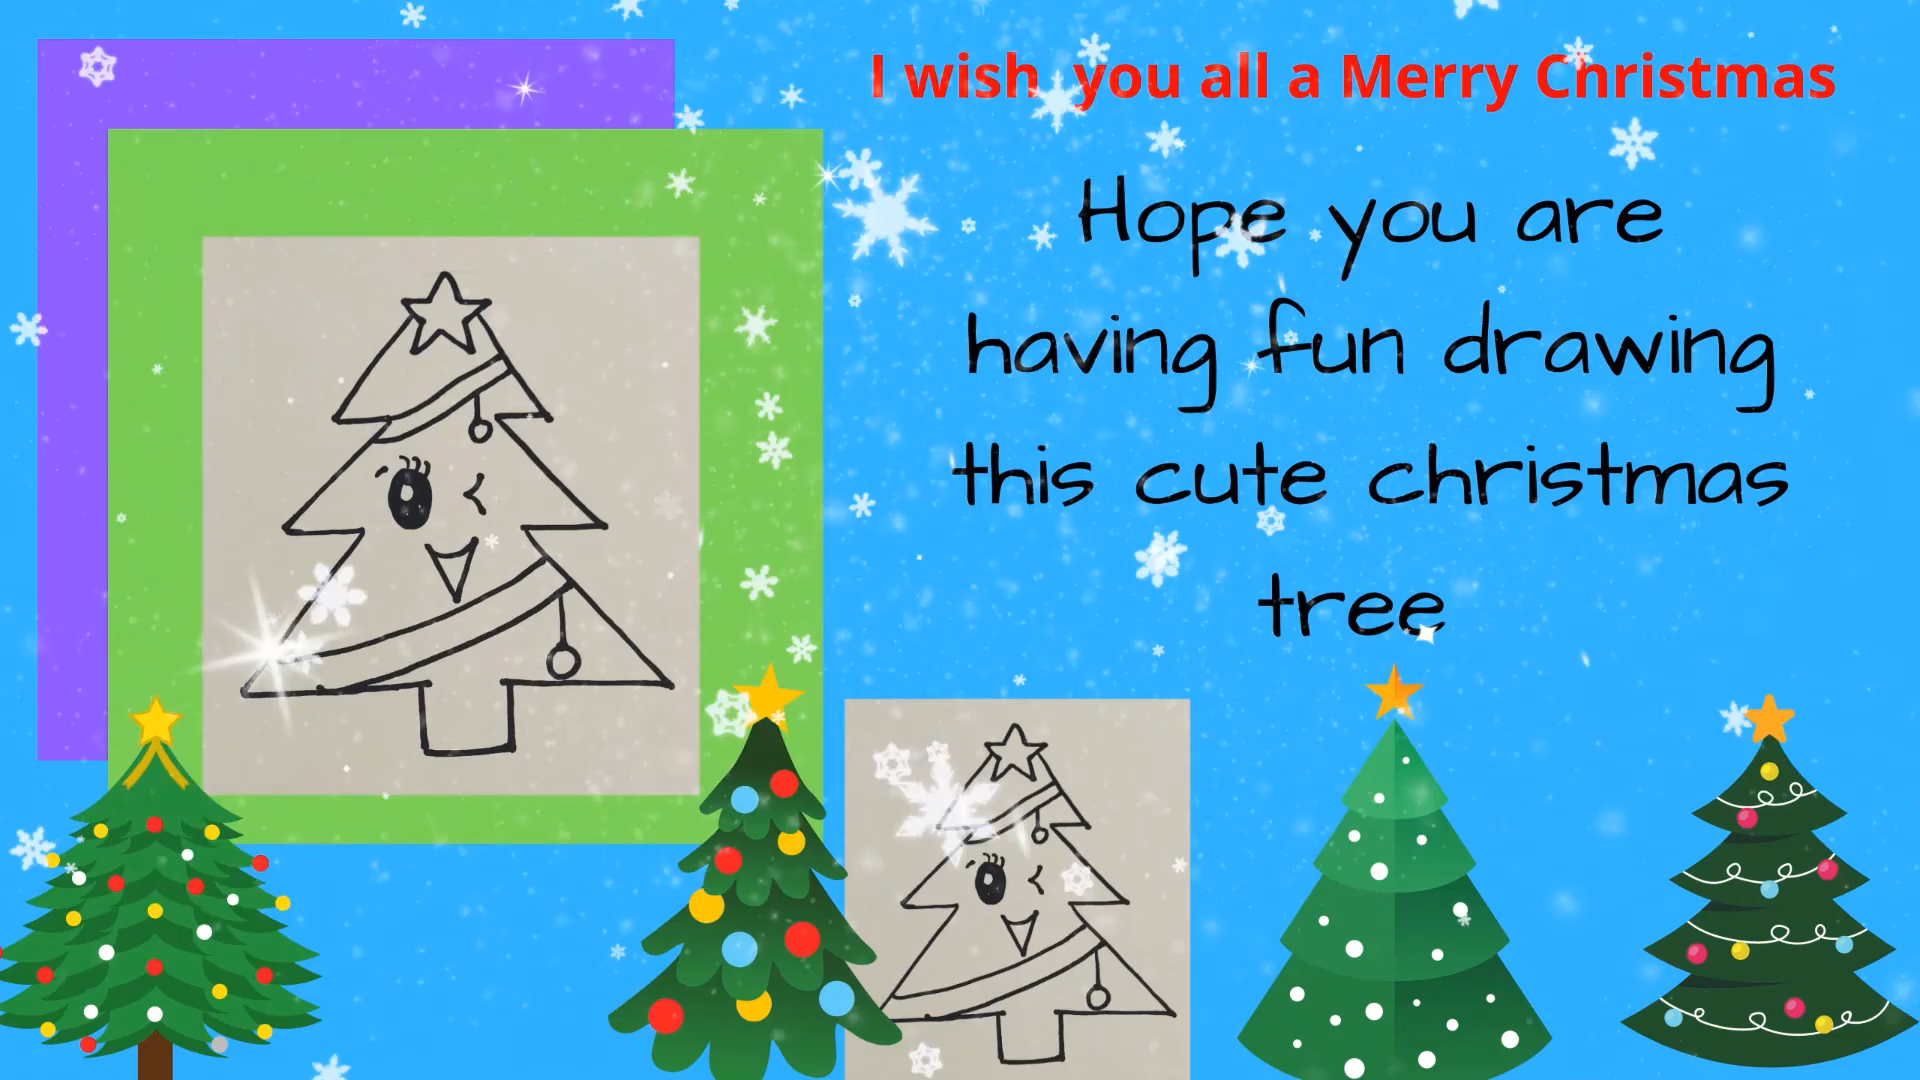 I wish you all a Merry Christmas
Hope you are
having fun drawing
this cute christmas
tree